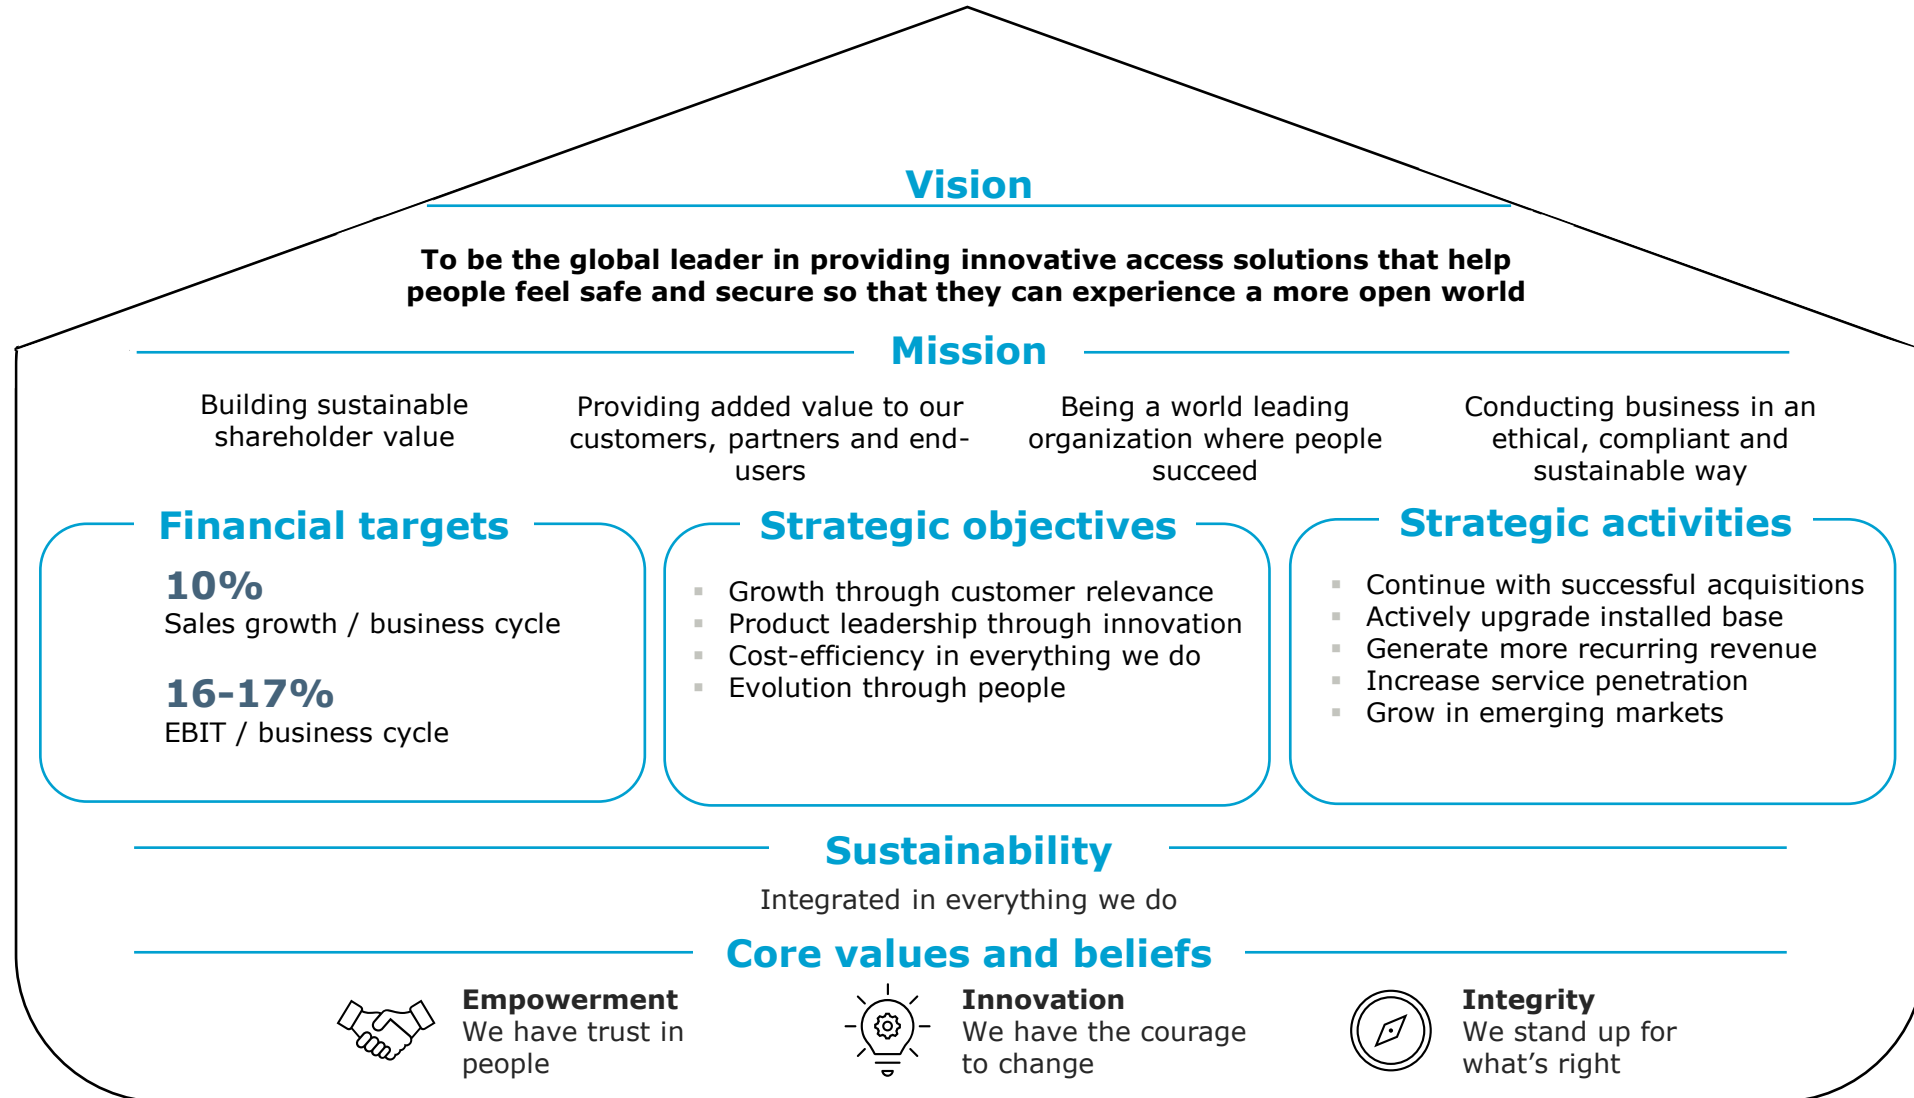 Vision
To be the global leader in providing innovative access solutions that help
people feel safe and secure so that they can experience a more open world
Mission
Building sustainable
shareholder value
Providing added value to our
customers, partners and end-
users
Being a world leading
organization where people
succeed
Conducting business in an
ethical, compliant and
sustainable way
Financial targets
10%
Sales growth / business cycle
16-17%
EBIT / business cycle
Strategic objectives
Growth through customer relevance
Product leadership through innovation
Cost-efficiency in everything we do
Evolution through people
Strategic activities
Continue with successful acquisitions
Actively upgrade installed base
Generate more recurring revenue
Increase service penetration
Grow in emerging markets
Sustainability
Integrated in everything we do
Core values and beliefs
Empowerment
We have trust in
people
Innovation
We have the courage
to change
Integrity
We stand up for
what’s right